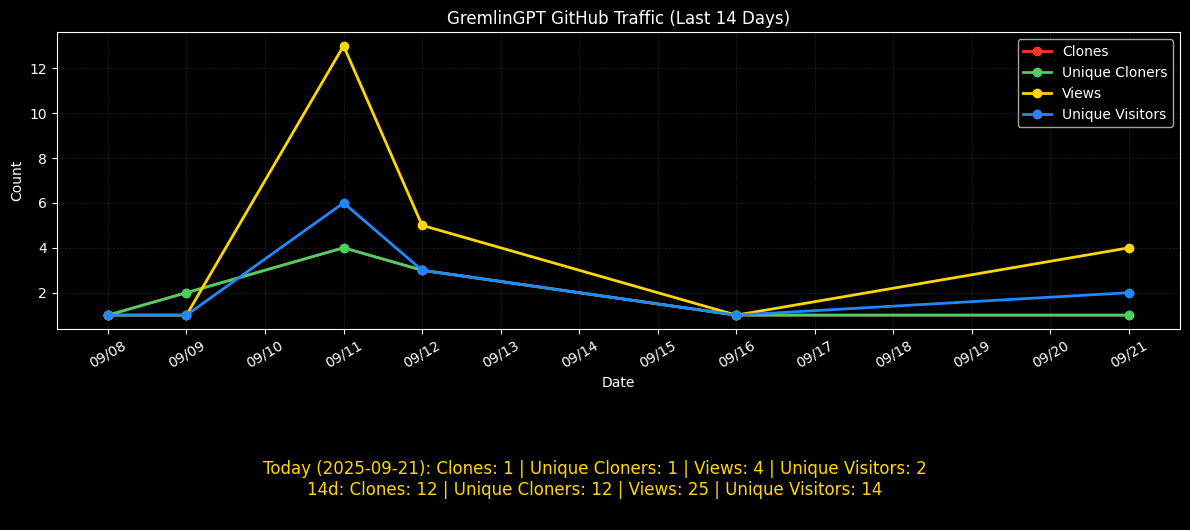 GremlinGPT GitHub Traffic (Last 14 Days)
Clones
Unique Cloners
Views
Unique Visitors
Count
12
10
8
6
4
2
09/08 09/09 09/10 09/11 09/12 09/13 09/14 09/15 09/16 09/17 09/18 09/19 09/20 09/21
Date
Today (2025-09-21): Clones: 1 | Unique Cloners: 1 | Views: 4 | Unique Visitors: 2
14d: Clones: 12 | Unique Cloners: 12 | Views: 25 | Unique Visitors: 14